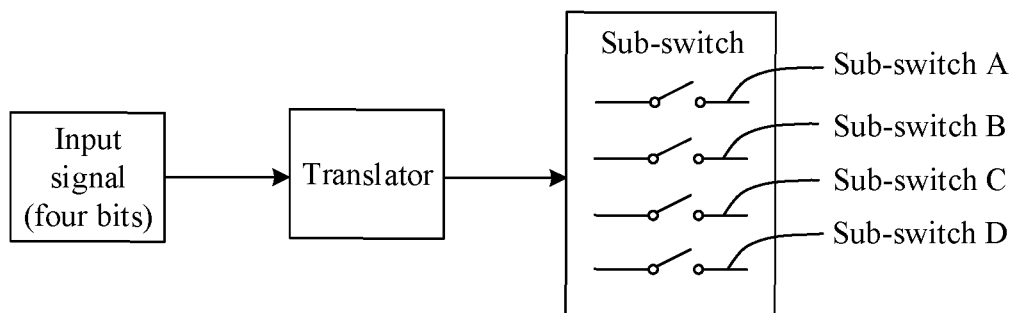 Sub-switch
Sub-switch A
Sub-switch B
Input
signal
(four bits)
Translator
Sub-switch C
Sub-switch D